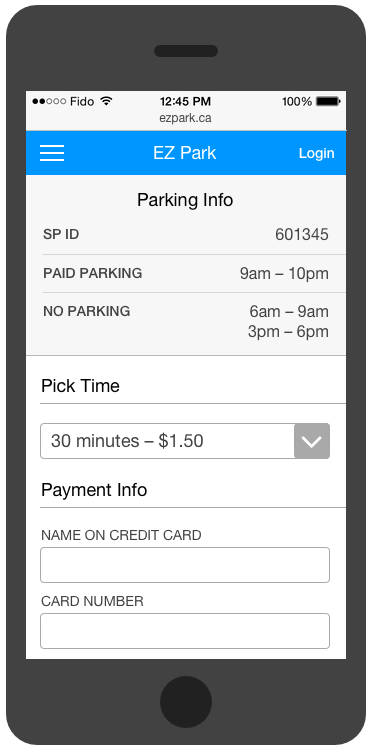 ●●○○○ Fido 12:45 PM 100%
ezpark.ca
EZ Park Login
Parking Info
SP ID 601345
PAID PARKING 9am – 10pm
NO PARKING 6am – 9am
3pm – 6pm
Pick Time
30 minutes – $1.50
Payment Info
NAME ON CREDIT CARD
CARD NUMBER